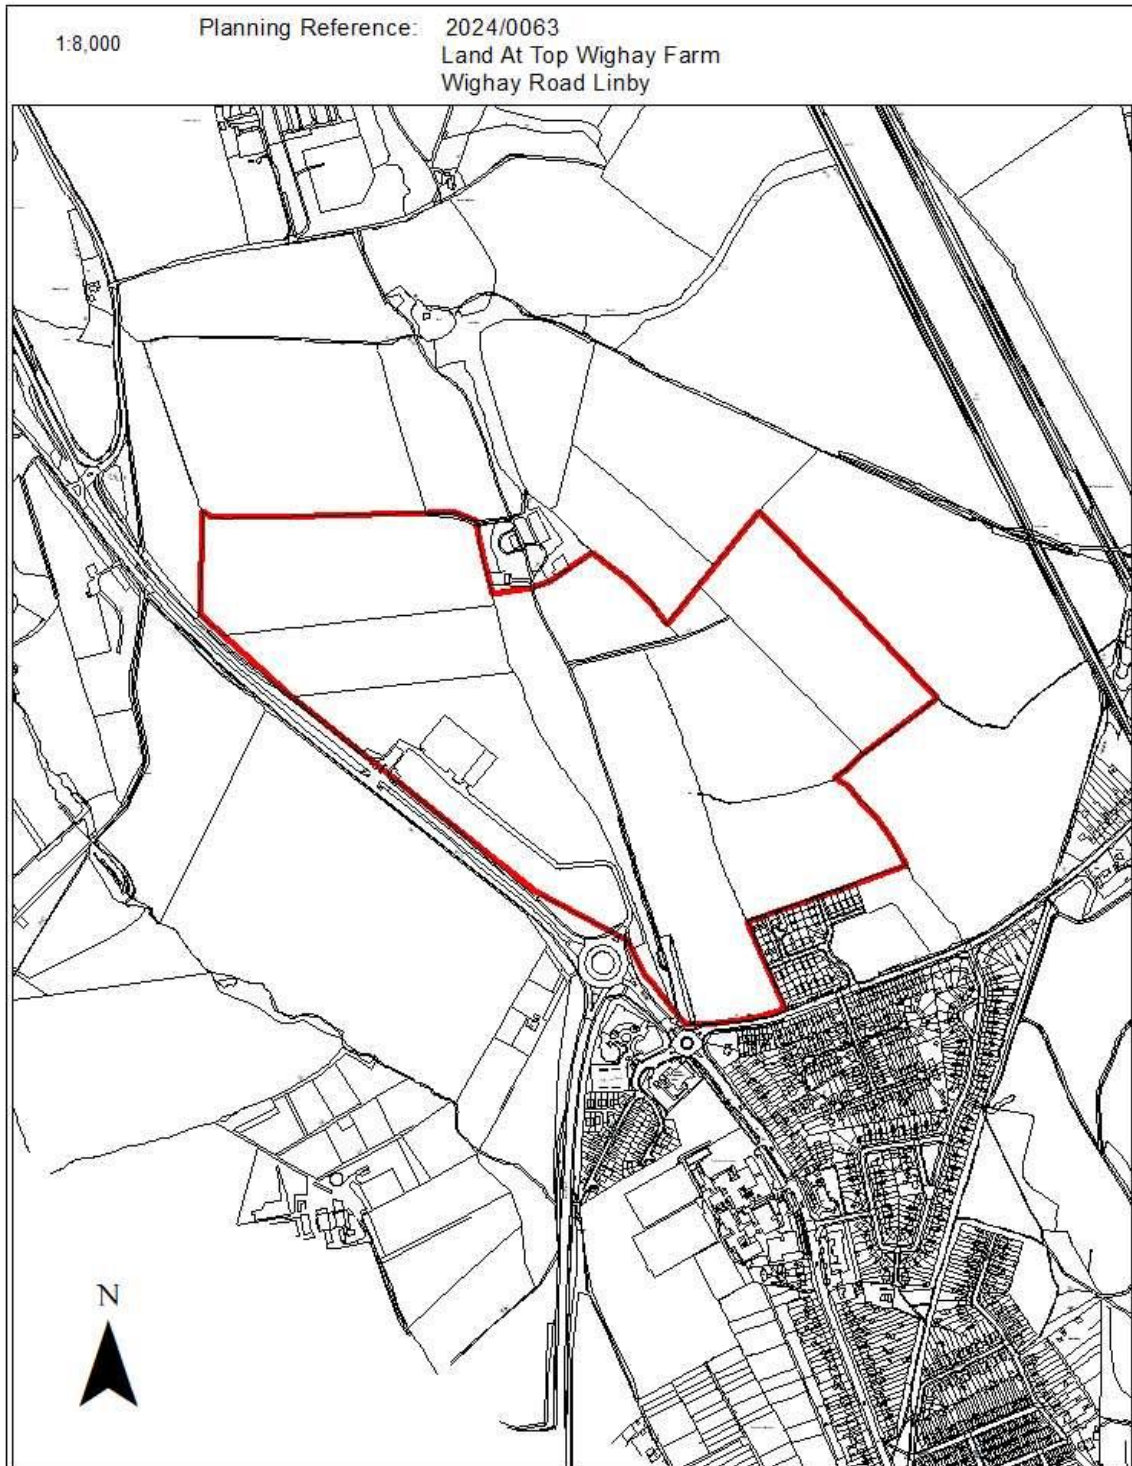 Planning Reference: 2024/0063
1:8,000
Land At Top Wighay Farm
Wighay Road Linby
N